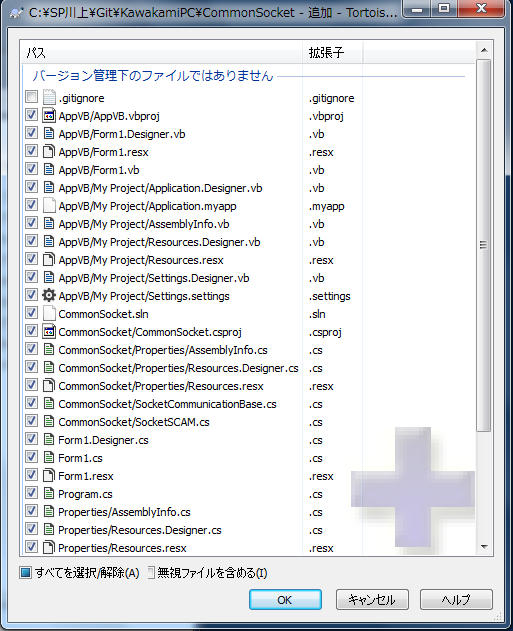 C:¥SP川上¥Git¥KawakamiPC¥CommonSocket - 追加 - Tortois...
パス 拡張子
バージョン管理下のファイルではありません
.gitignore .gitignore
AppVB/AppVB.vbproj .vbproj
AppVB/Form1.Designer.vb .vb
AppVB/Form1.resx .resx
AppVB/Form1.vb .vb
AppVB/My Project/Application.Designer.vb .vb
AppVB/My Project/Application.myapp .myapp
AppVB/My Project/AssemblyInfo.vb .vb
AppVB/My Project/Resources.Designer.vb .vb
AppVB/My Project/Resources.resx .resx
AppVB/My Project/Settings.Designer.vb .vb
AppVB/My Project/Settings.settings .settings
CommonSocket.sln .sln
CommonSocket/CommonSocket.csproj .csproj
CommonSocket/Properties/AssemblyInfo.cs .cs
CommonSocket/Properties/Resources.Designer.cs .cs
CommonSocket/Properties/Resources.resx .resx
CommonSocket/SocketCommunicationBase.cs .cs
CommonSocket/SocketSCAM.cs .cs
Form1.Designer.cs .cs
Form1.cs .cs
Form1.resx .resx
Program.cs .cs
Properties/AssemblyInfo.cs .cs
Properties/Resources.Designer.cs .cs
Properties/Resources.resx .resx
すべてを選択/解除(A) 無視ファイルを含める(I)
OK キャンセル ヘルプ